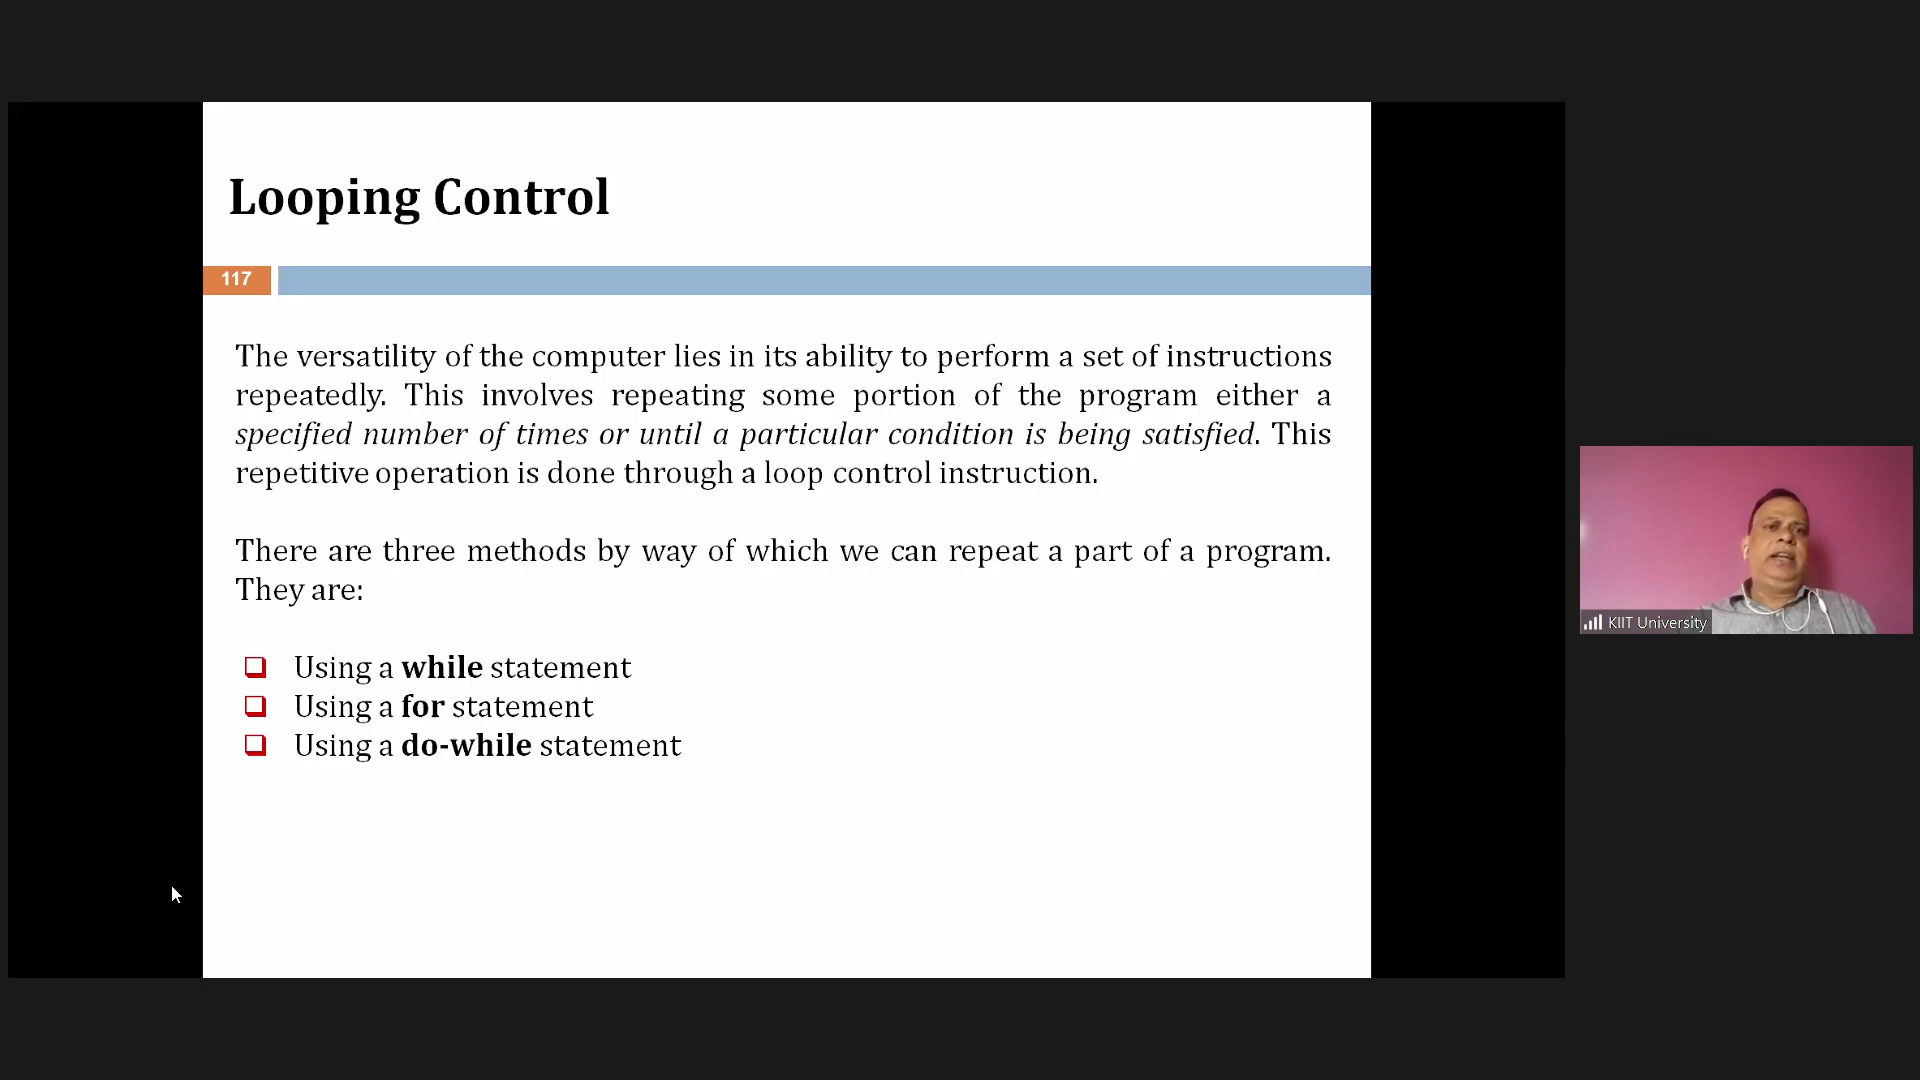 Looping Control
117
The versatility of the computer lies in its ability to perform a set of instructions
repeatedly. This involves repeating some portion of the program either a
specified number of times or until a particular condition is being satisfied. This
repetitive operation is done through a loop control instruction.
There are three methods by way of which we can repeat a part of a program.
They are:
Using a while statement
Using a for statement
Using a do-while statement
KIIT University